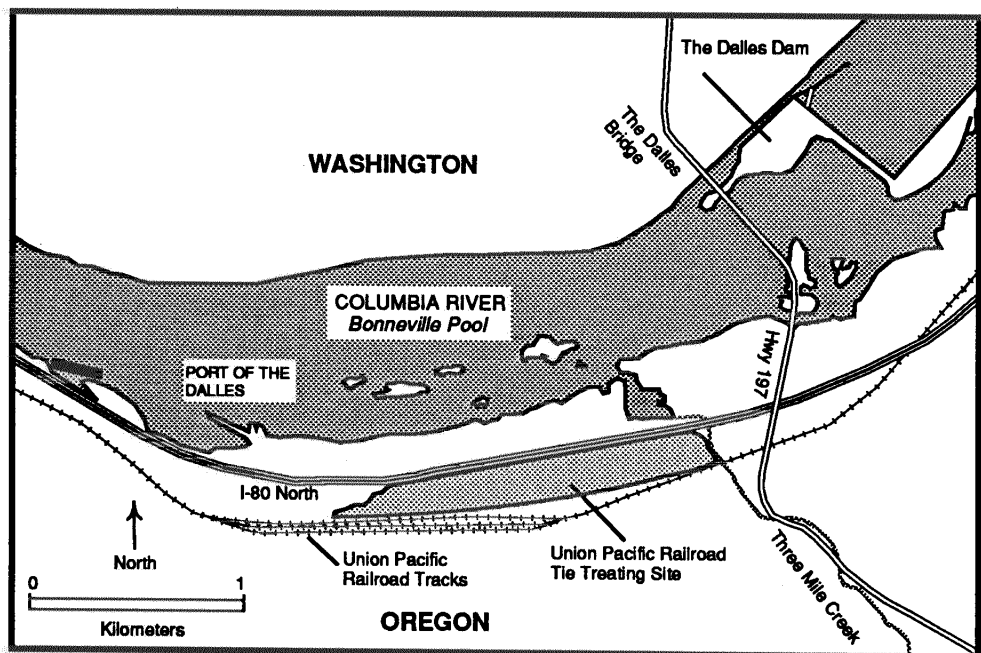 The Dalles Dam
The Dalles
Bridge
WASHINGTON
COLUMBIA RIVER
Bonneville Pool
PORT OF THE
DALLES
Hwy 197
I-80 North
North
Union Pacific
Railroad Tracks
Union Pacific Railroad
Tie Treating Site
Three Mile Creek
0 1
Kilometers
OREGON